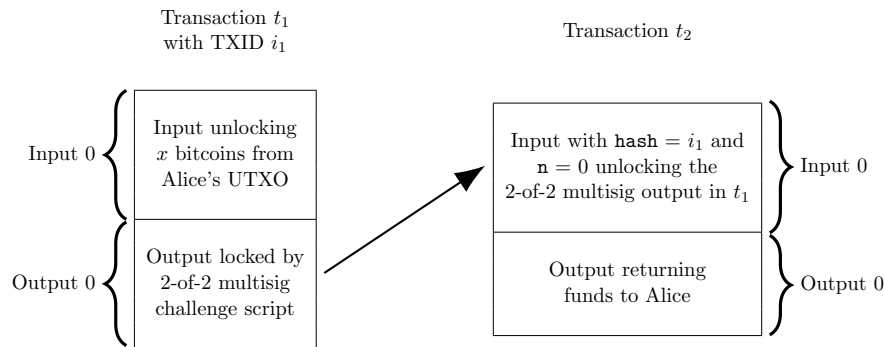 Transaction t₁
with TXID i₁
Transaction t₂
Input 0
Input unlocking
x bitcoins from
Alice's UTXO
Output 0
Output locked by
2-of-2 multisig
challenge script
Input with hash = i₁ and
n = 0 unlocking the
2-of-2 multisig output in t₁
Input 0
Output returning
funds to Alice
Output 0